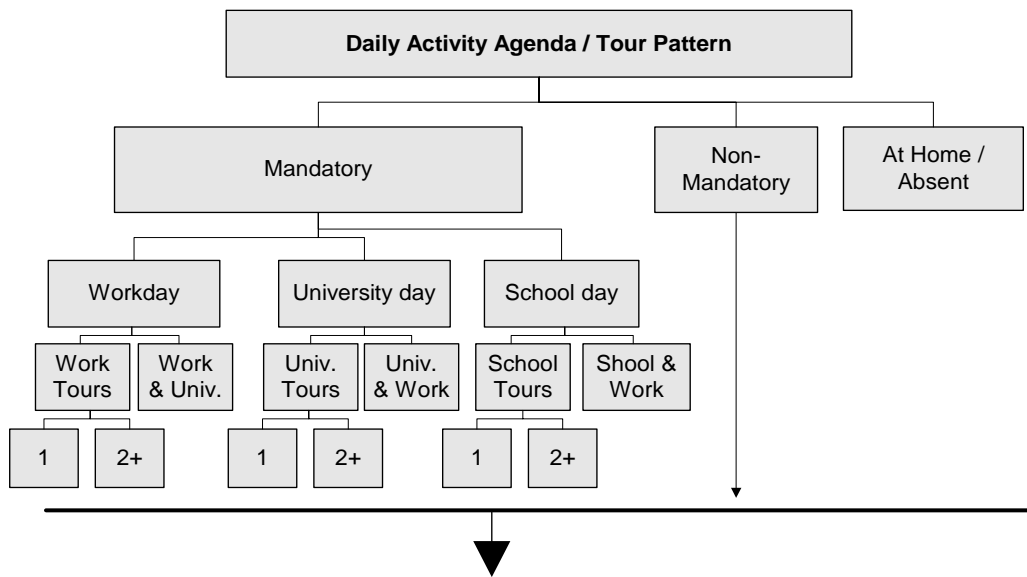 Daily Activity Agenda / Tour Pattern
Mandatory
Non-
Mandatory
At Home /
Absent
Workday
University day
School day
Work
Tours
Work
& Univ.
Univ.
Tours
Univ.
& Work
School
Tours
Shool &
Work
1
2+
1
2+
1
2+